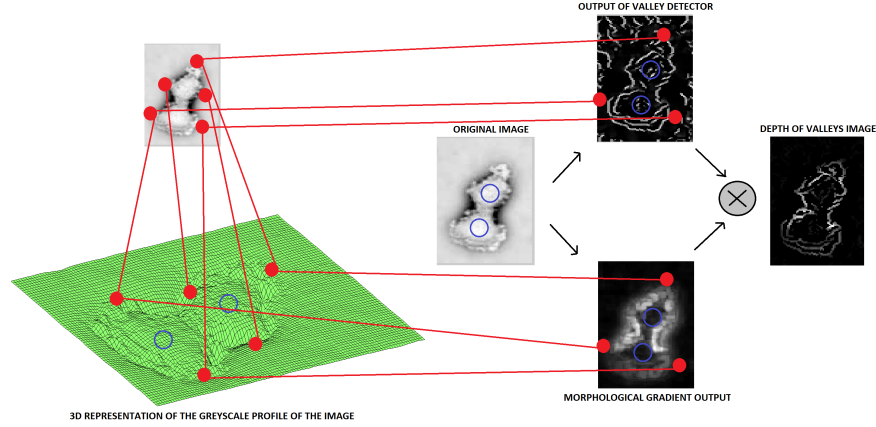 OUTPUT OF VALLEY DETECTOR
ORIGINAL IMAGE
DEPTH OF VALLEYS IMAGE
MORPHOLOGICAL GRADIENT OUTPUT
3D REPRESENTATION OF THE GREYSCALE PROFILE OF THE IMAGE